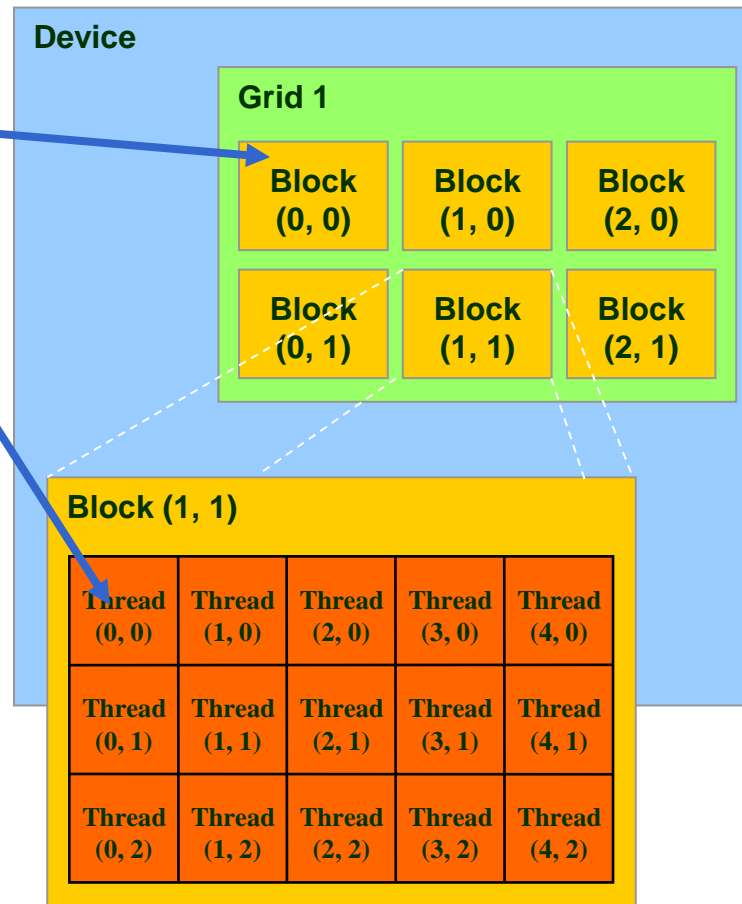 Device
Grid 1
Block
(0, 0)
Block
(1, 0)
Block
(2, 0)
Block
(0, 1)
Block
(1, 1)
Block
(2, 1)
Block (1, 1)
Thread
(0, 0)
Thread
(1, 0)
Thread
(2, 0)
Thread
(3, 0)
Thread
(4, 0)
Thread
(0, 1)
Thread
(1, 1)
Thread
(2, 1)
Thread
(3, 1)
Thread
(4, 1)
Thread
(0, 2)
Thread
(1, 2)
Thread
(2, 2)
Thread
(3, 2)
Thread
(4, 2)